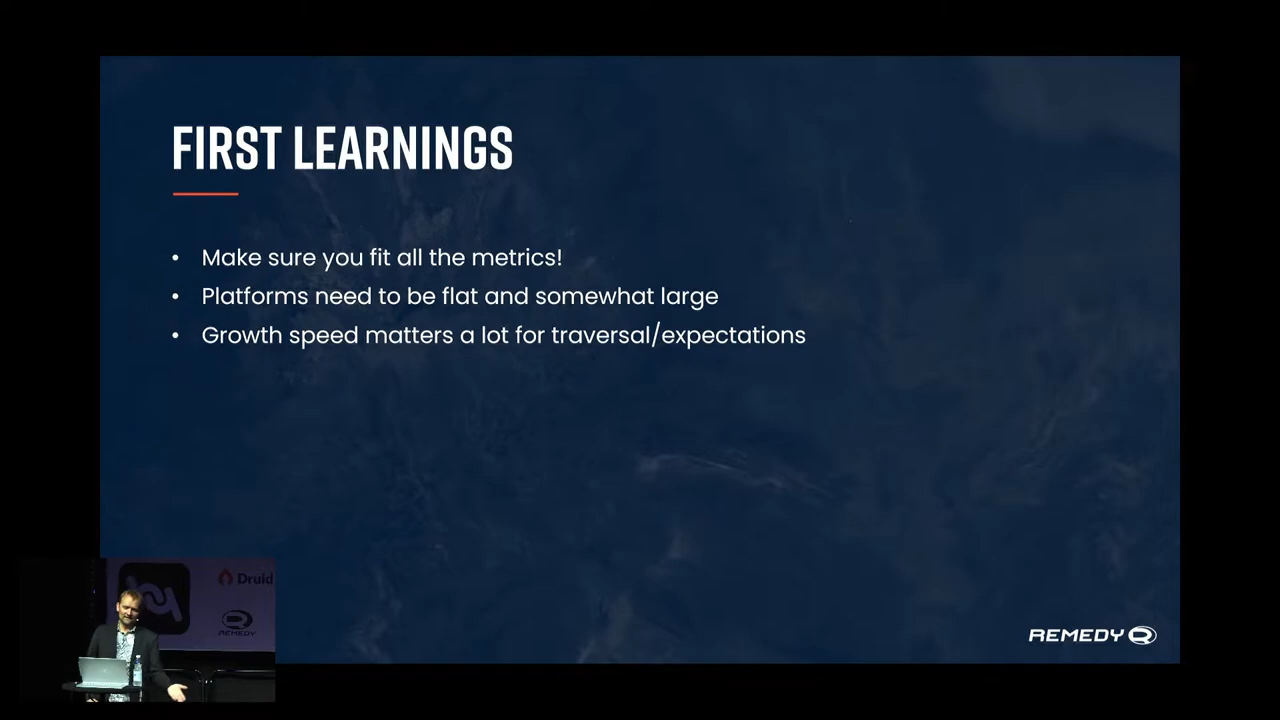 FIRST LEARNINGS
• Make sure you fit all the metrics!
• Platforms need to be flat and somewhat large
• Growth speed matters a lot for traversal/expectations
Druid
REMEDY
REMEDY